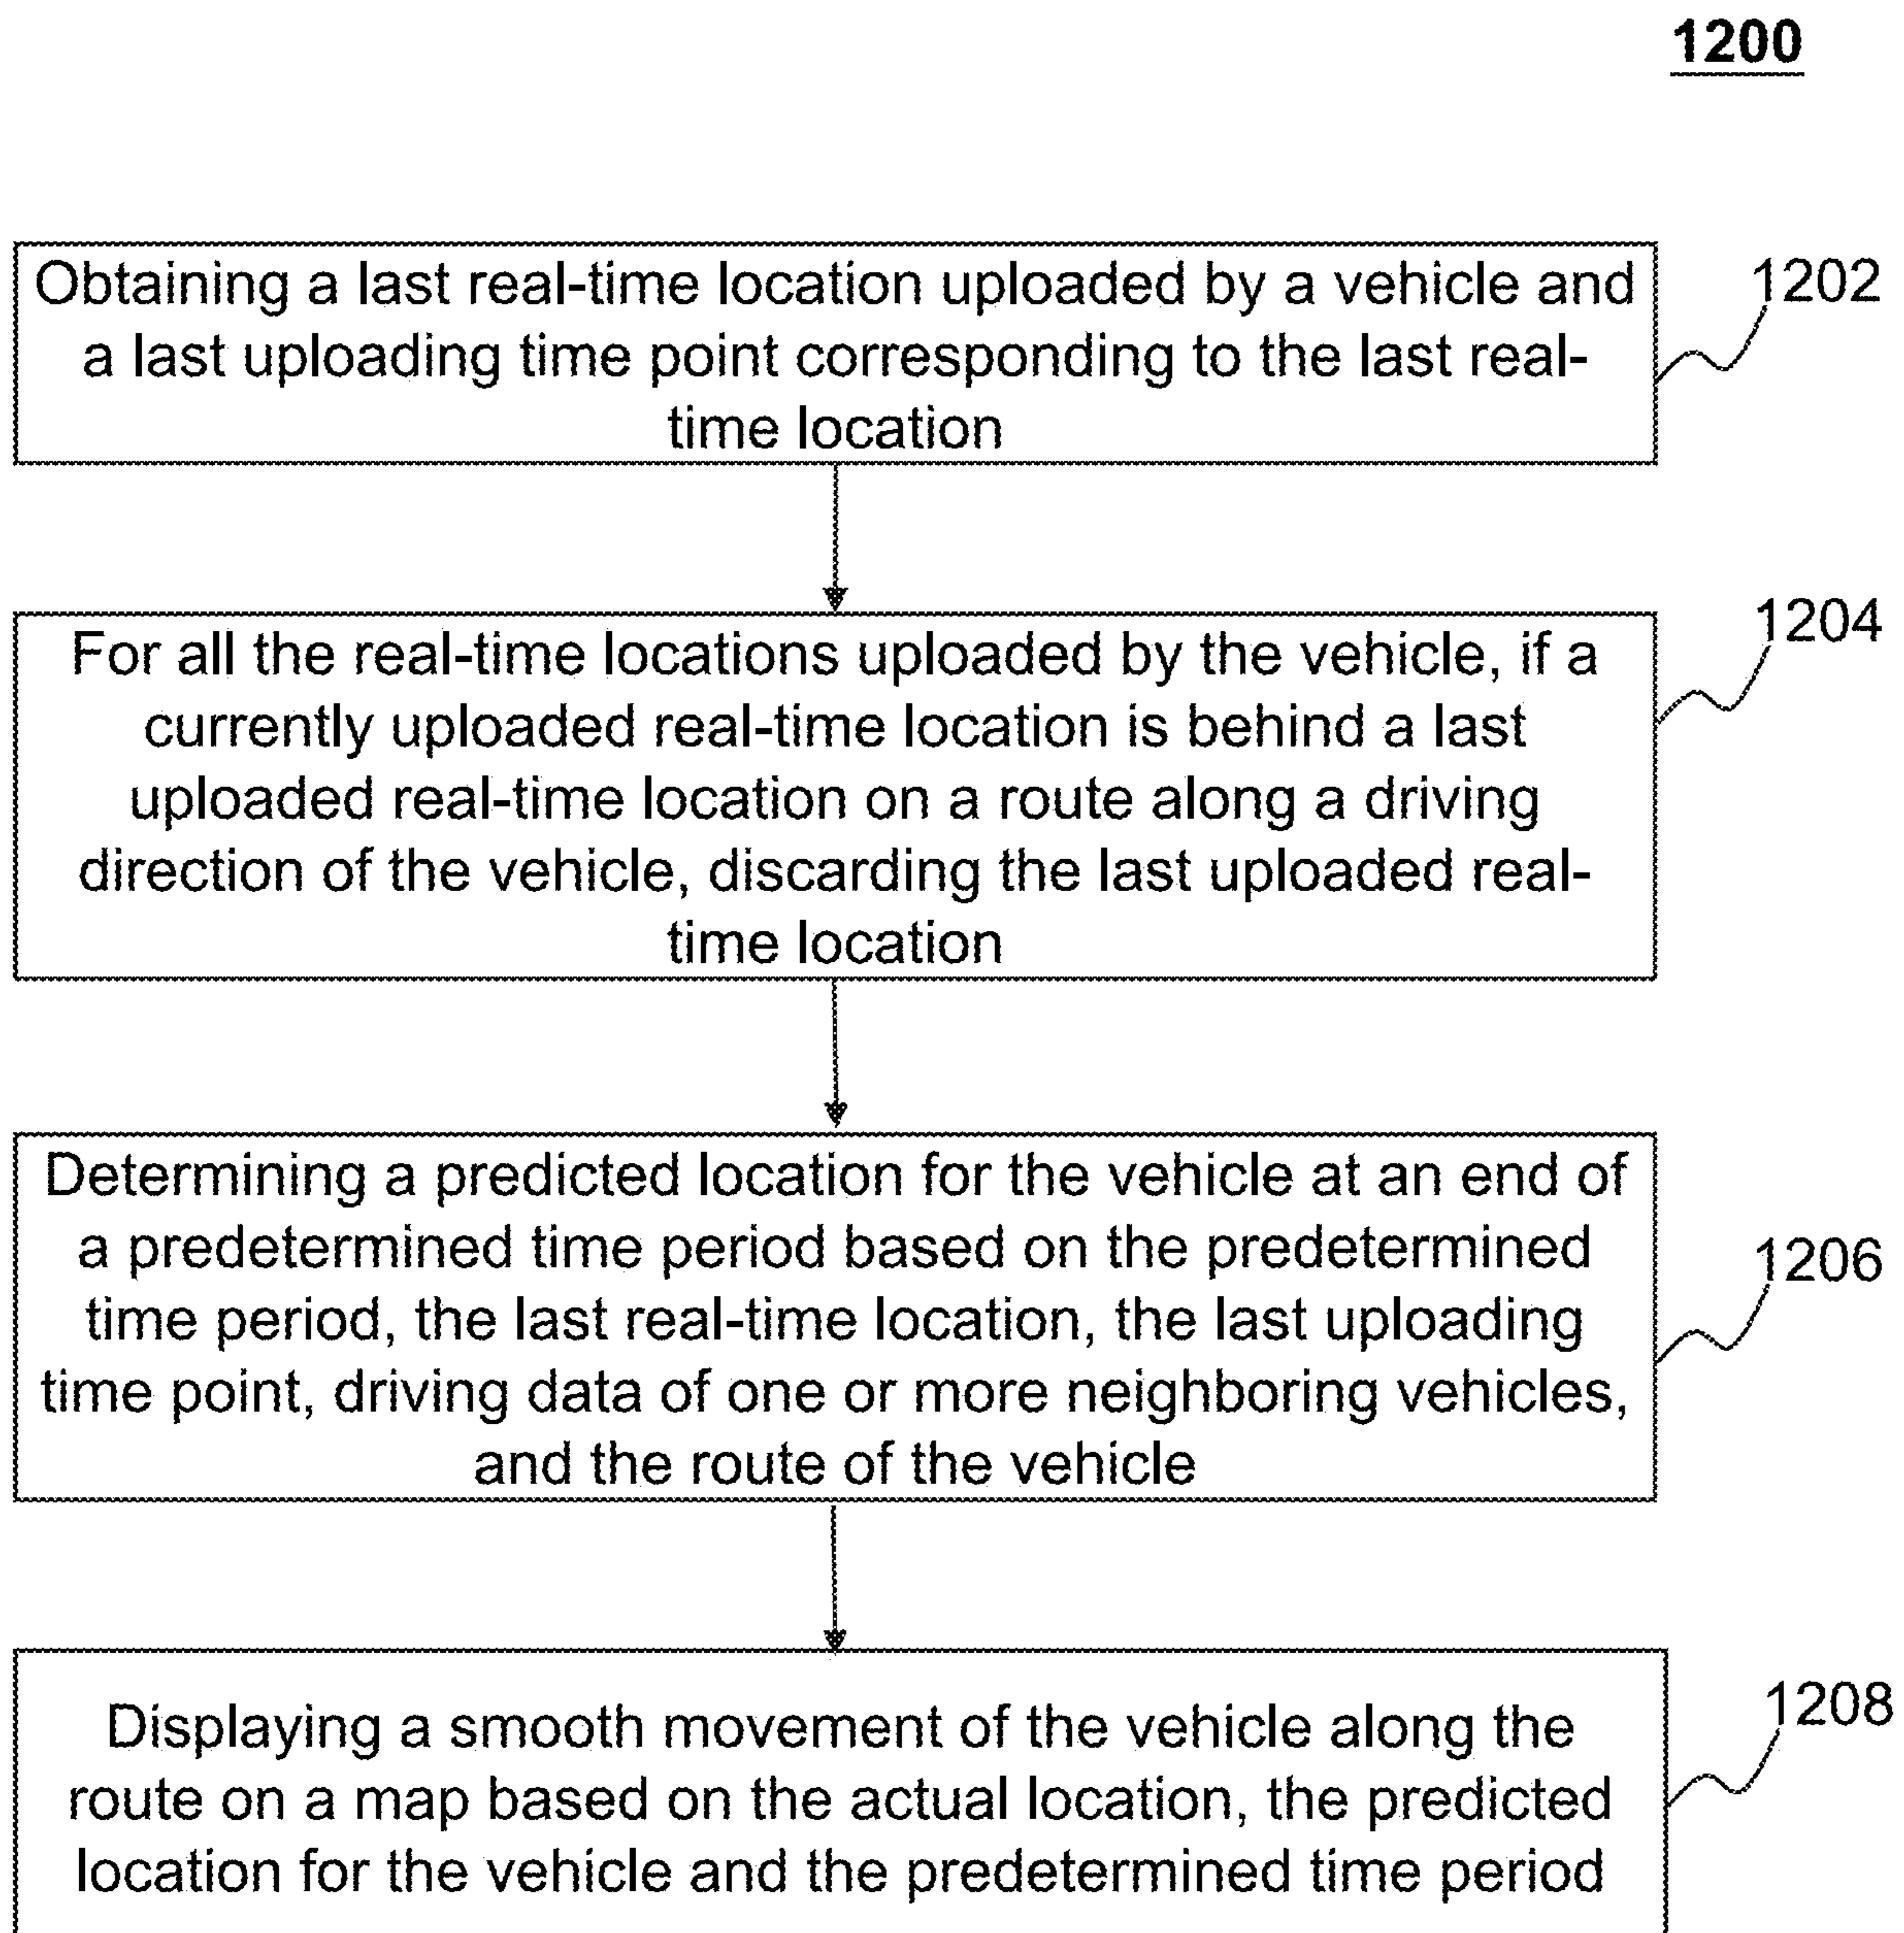 1200
Obtaining a last real-time location uploaded by a vehicle and
a last uploading time point corresponding to the last real-
time location
1202
For all the real-time locations uploaded by the vehicle, if a
currently uploaded real-time location is behind a last
uploaded real-time location on a route along a driving
direction of the vehicle, discarding the last uploaded real-
time location
1204
Determining a predicted location for the vehicle at an end of
a predetermined time period based on the predetermined
time period, the last real-time location, the last uploading
time point, driving data of one or more neighboring vehicles,
and the route of the vehicle
1206
Displaying a smooth movement of the vehicle along the
route on a map based on the actual location, the predicted
location for the vehicle and the predetermined time period
1208